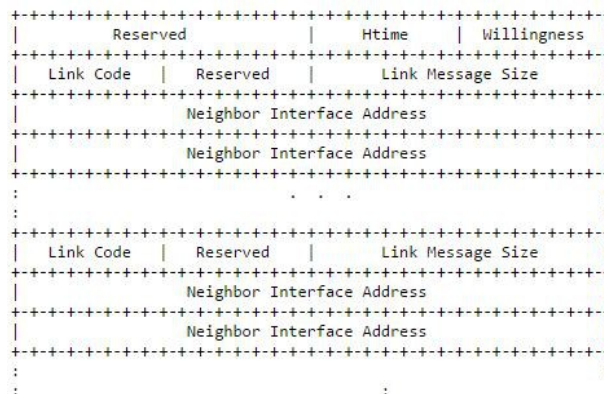 Reserved | Htime | Willingness
Link Code | Reserved | Link Message Size
Neighbor Interface Address
Neighbor Interface Address
: . . .
:
Link Code | Reserved | Link Message Size
Neighbor Interface Address
Neighbor Interface Address
:
: :